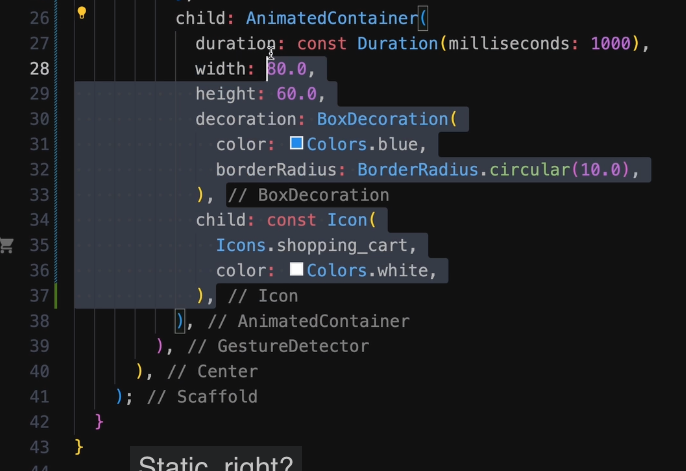 26 child: AnimatedContainer(
27 duration: const Duration(milliseconds: 1000),
28 width: 80.0,
29 height: 60.0,
30 decoration: BoxDecoration(
31 color: Colors.blue,
32 borderRadius: BorderRadius.circular(10.0),
33 ), // BoxDecoration
34 child: const Icon(
35 Icons.shopping_cart,
36 color: Colors.white,
37 ), // Icon
38 ), // AnimatedContainer
39 ), // GestureDetector
40 ), // Center
41 ); // Scaffold
42 }
43 }
44
Static, right?